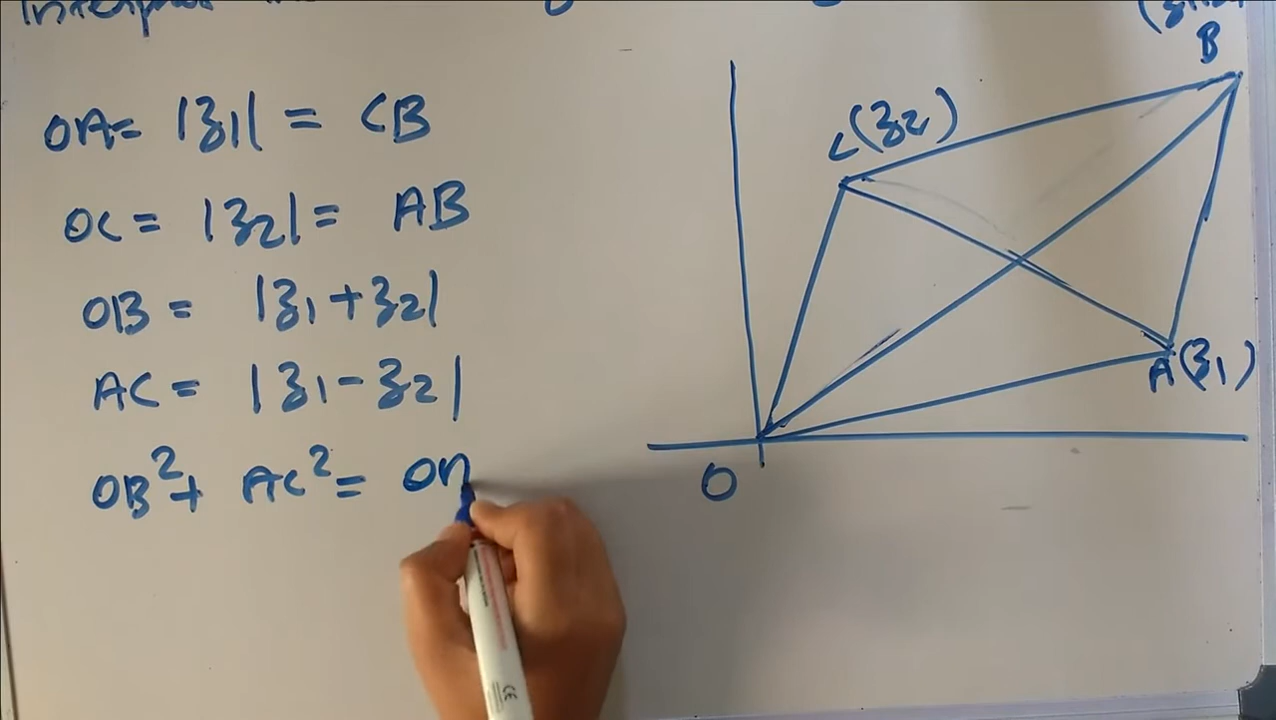 OA = |z1| = CB
OC = |z2| = AB
OB = |z1 + z2|
AC = |z1 - z2|
OB² + AC² = OA
B
C(z2)
A(z1)
O